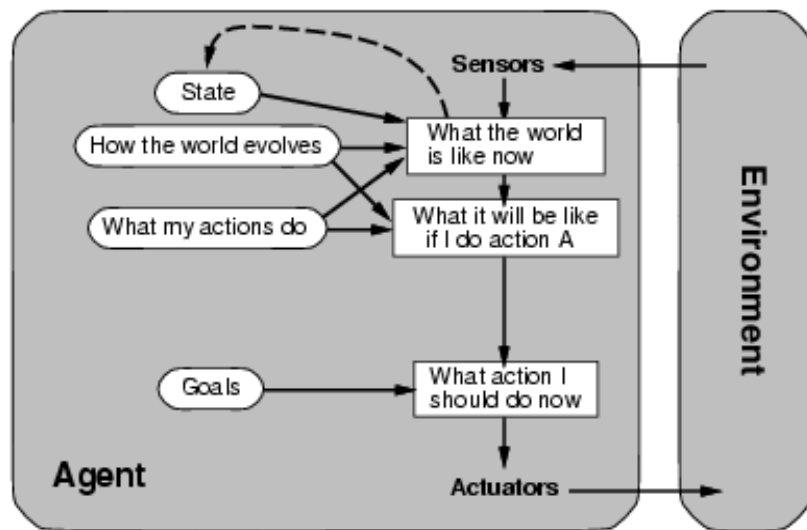 Sensors
State
What the world
is like now
How the world evolves
What my actions do
What it will be like
if I do action A
Goals
What action I
should do now
Agent
Actuators
Environment